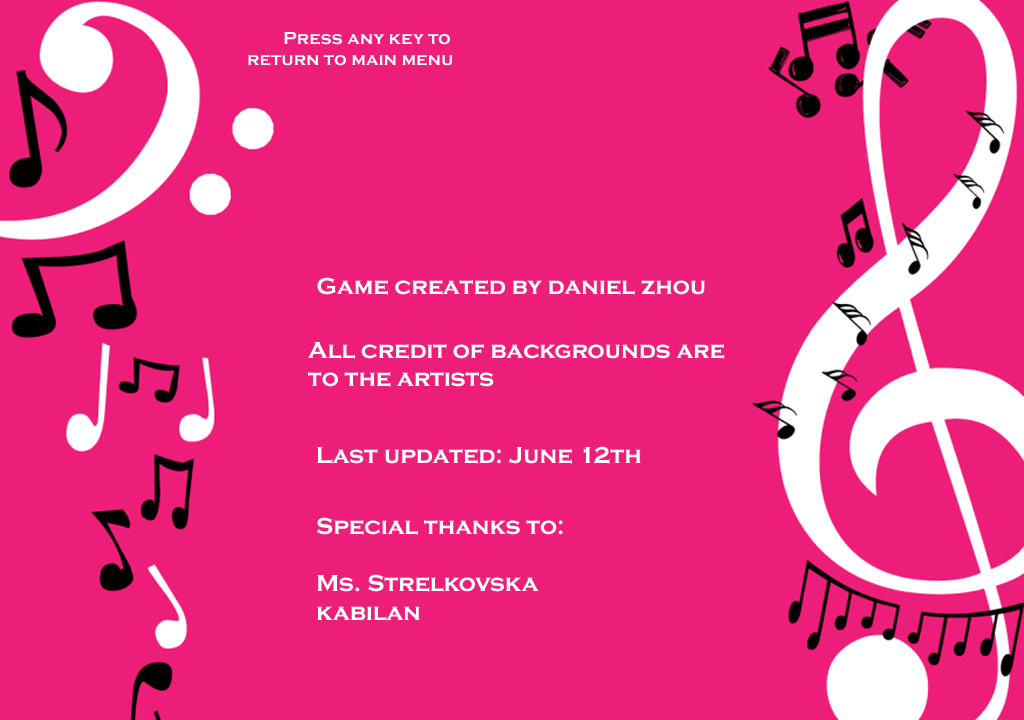 Press any key to
return to main menu
Game created by daniel zhou
All credit of backgrounds are
to the artists
Last updated: June 12th
Special thanks to:
Ms. Strelkovska
kabilan